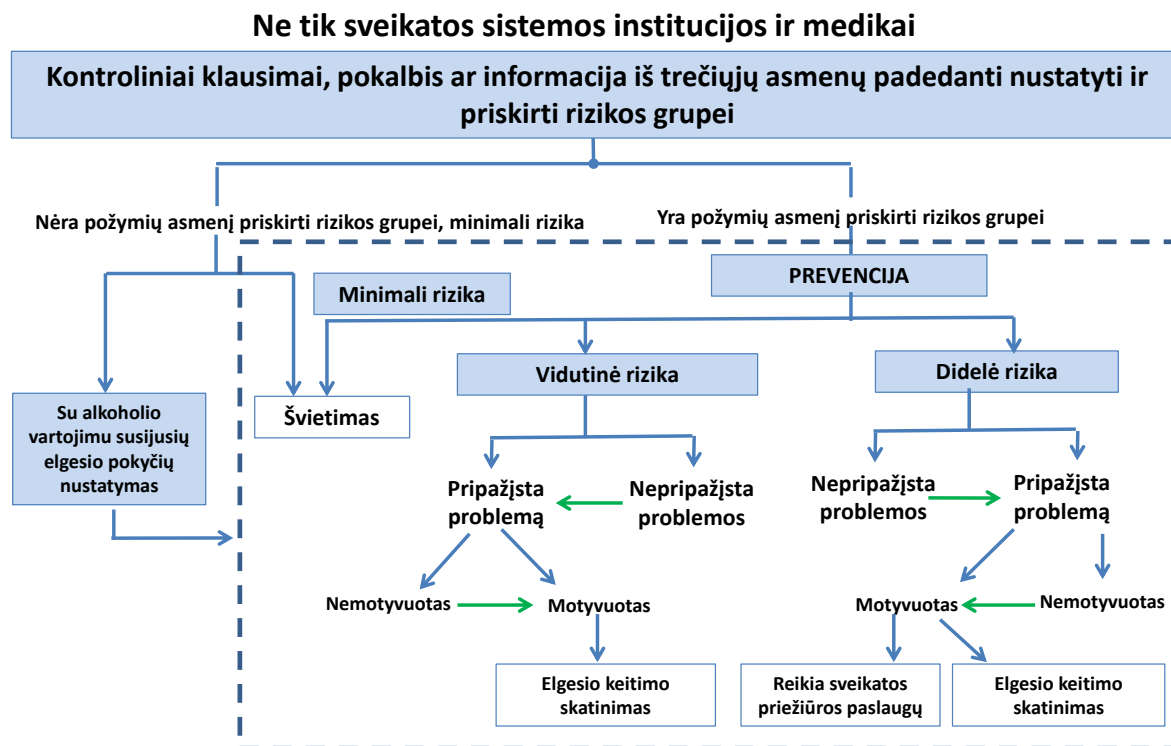 Ne tik sveikatos sistemos institucijos ir medikai
Kontroliniai klausimai, pokalbis ar informacija iš trečiųjų asmenų padedanti nustatyti ir
priskirti rizikos grupei
Nėra požymių asmenį priskirti rizikos grupei, minimali rizika
Yra požymių asmenį priskirti rizikos grupei
PREVENCIJA
Minimali rizika
Vidutinė rizika
Didelė rizika
Su alkoholio
vartojimu susijusių
elgesio pokyčių
nustatymas
Švietimas
Pripažįsta
problemą
Nepripažįsta
problemos
Nepripažįsta
problemos
Pripažįsta
problemą
Nemotyvuotas
Motyvuotas
Motyvuotas
Nemotyvuotas
Elgesio keitimo
skatinimas
Reikia sveikatos
priežiūros paslaugų
Elgesio keitimo
skatinimas